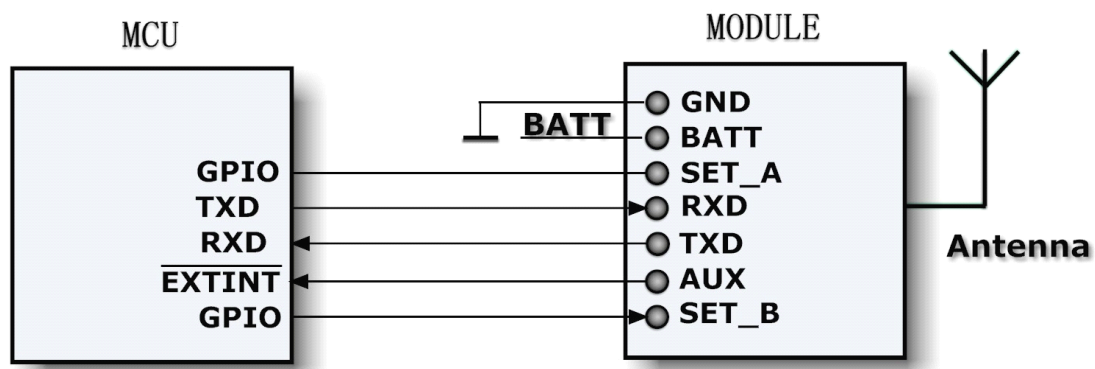 MCU
MODULE
GND
BATT
BATT
GPIO
SET_A
TXD
RXD
RXD
TXD
EXTINT
AUX
GPIO
SET_B
Antenna